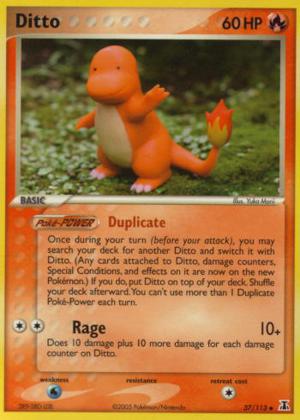 Ditto 60 HP
BASIC
Illus. Yuka Morii
Poké-POWER Duplicate
Once during your turn (before your attack), you may
search your deck for another Ditto and switch it with
Ditto. (Any cards attached to Ditto, damage counters,
Special Conditions, and effects on it are now on the new
Pokémon.) If you do, put Ditto on top of your deck. Shuffle
your deck afterward. You can't use more than 1 Duplicate
Poké-Power each turn.
Rage 10+
Does 10 damage plus 10 more damage for each damage
counter on Ditto.
weakness resistance retreat cost
©2005 Pokémon/Nintendo 37/113